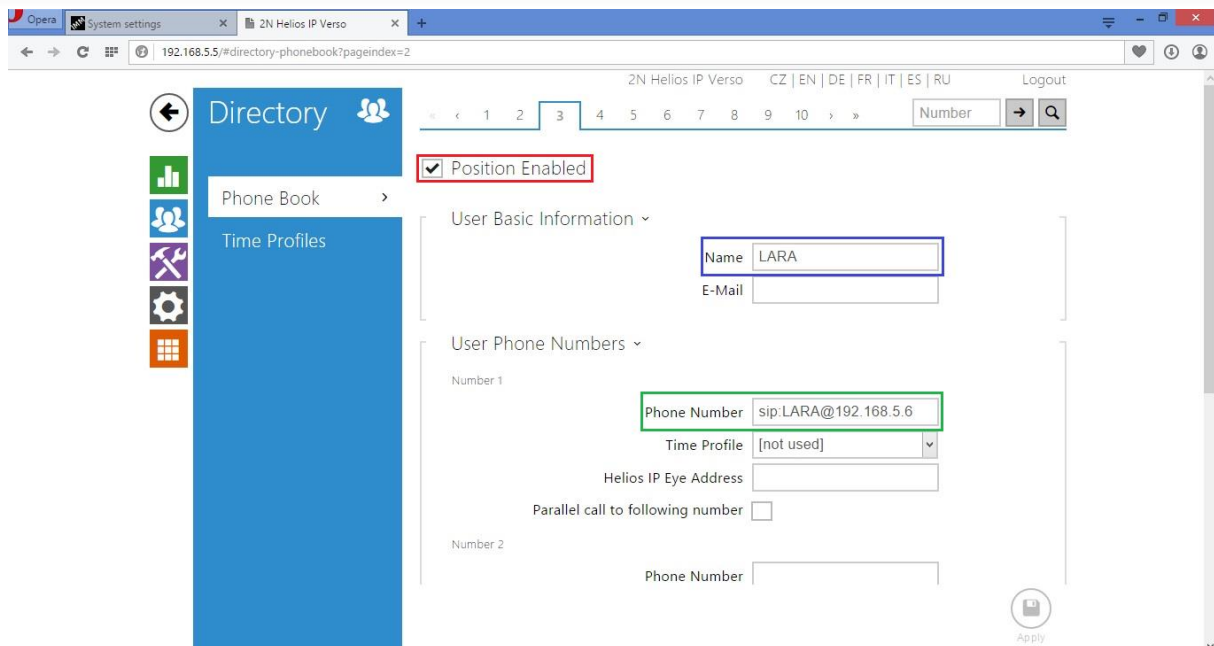 Opera
System settings
2N Helios IP Verso
192.168.5.5/#directory-phonebook?pageindex=2
2N Helios IP Verso CZ | EN | DE | FR | IT | ES | RU Logout
Directory
« ‹ 1 2 3 4 5 6 7 8 9 10 › »
Number
Position Enabled
Phone Book ›
Time Profiles
User Basic Information
Name LARA
E-Mail
User Phone Numbers
Number 1
Phone Number sip:LARA@192.168.5.6
Time Profile [not used]
Helios IP Eye Address
Parallel call to following number
Number 2
Phone Number
Apply